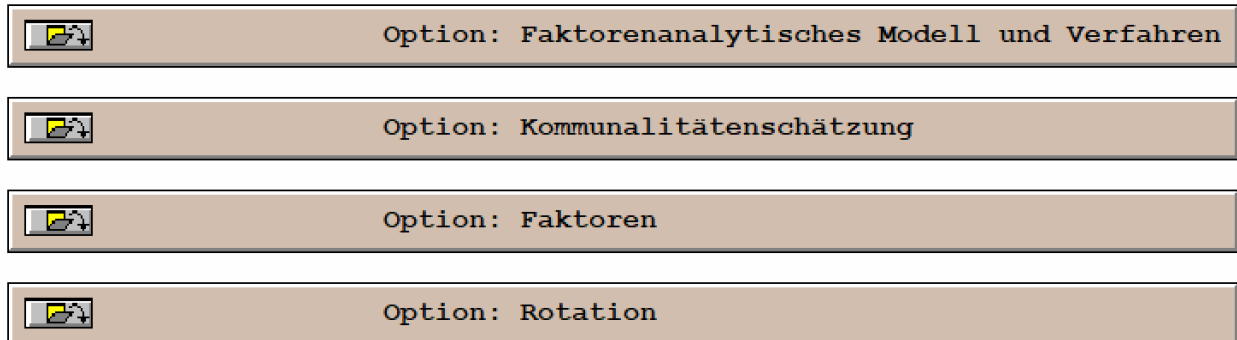 Option: Faktorenanalytisches Modell und Verfahren
Option: Kommunalitätenschätzung
Option: Faktoren
Option: Rotation